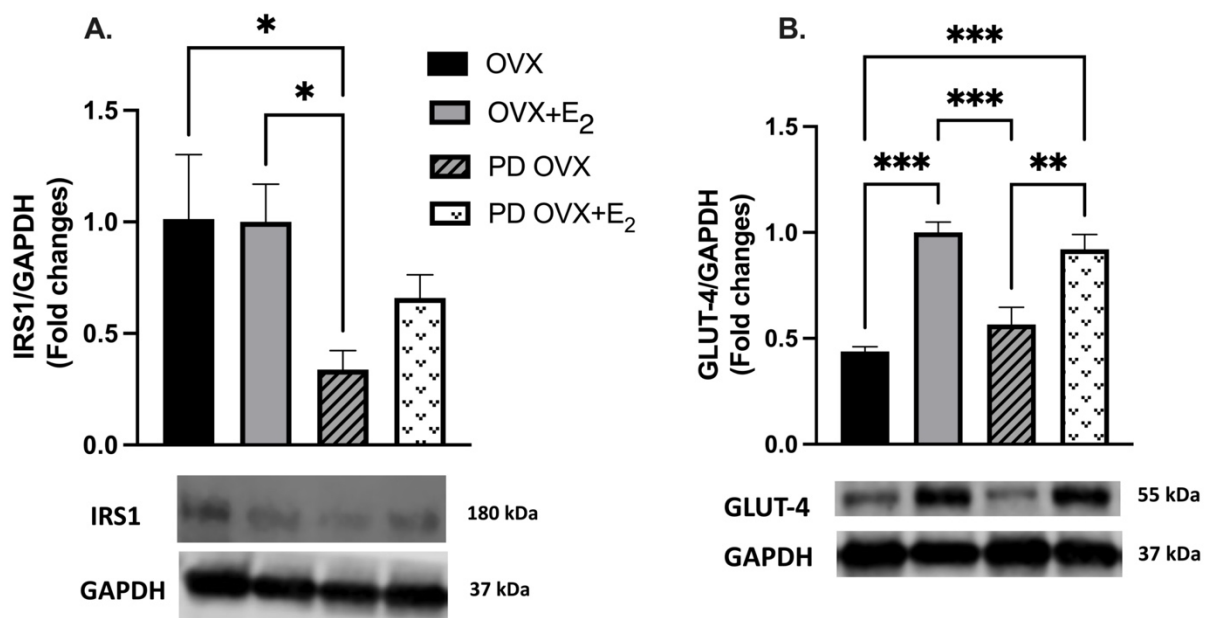 A.
*
*
OVX
OVX+E2
PD OVX
PD OVX+E2
IRS1/GAPDH
(Fold changes)
1.5
1.0
0.5
0.0
IRS1
180 kDa
GAPDH
37 kDa
B.
***
***
***
**
GLUT-4/GAPDH
(Fold changes)
1.5
1.0
0.5
0.0
GLUT-4
55 kDa
GAPDH
37 kDa